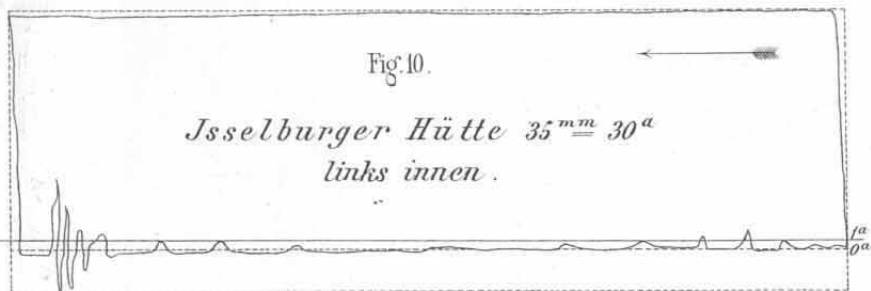 Fig. 10.
Jsselburger Hütte 35ᵐᵐ = 30ᵃ
links innen.
1ᵃ
0ᵃ